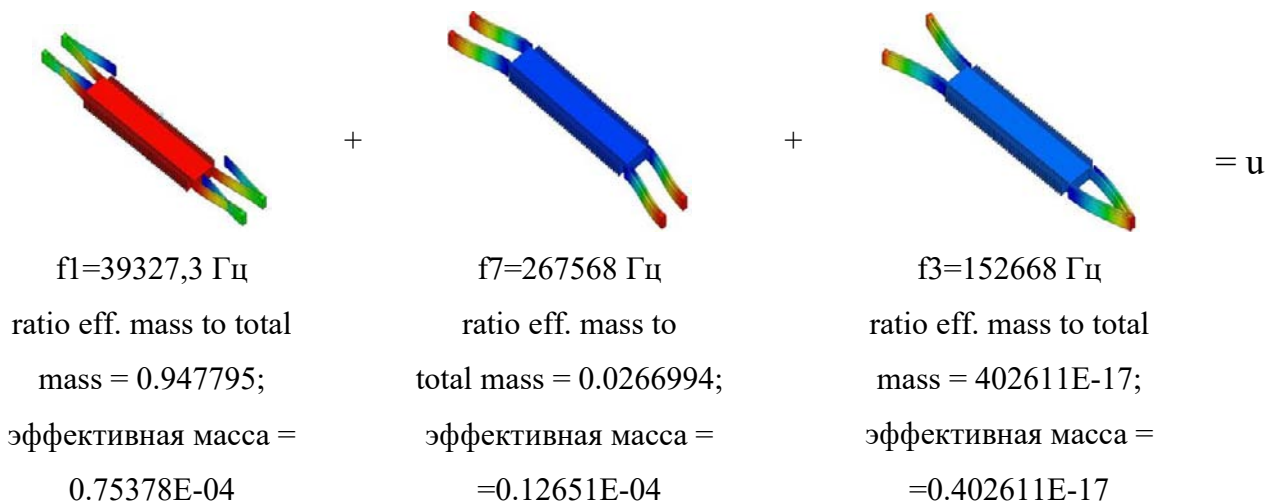 + + = u
f1=39327,3 Гц f7=267568 Гц f3=152668 Гц
ratio eff. mass to total ratio eff. mass to ratio eff. mass to total
mass = 0.947795; total mass = 0.0266994; mass = 402611E-17;
эффективная масса = эффективная масса = эффективная масса =
0.75378E-04 =0.12651E-04 =0.402611E-17